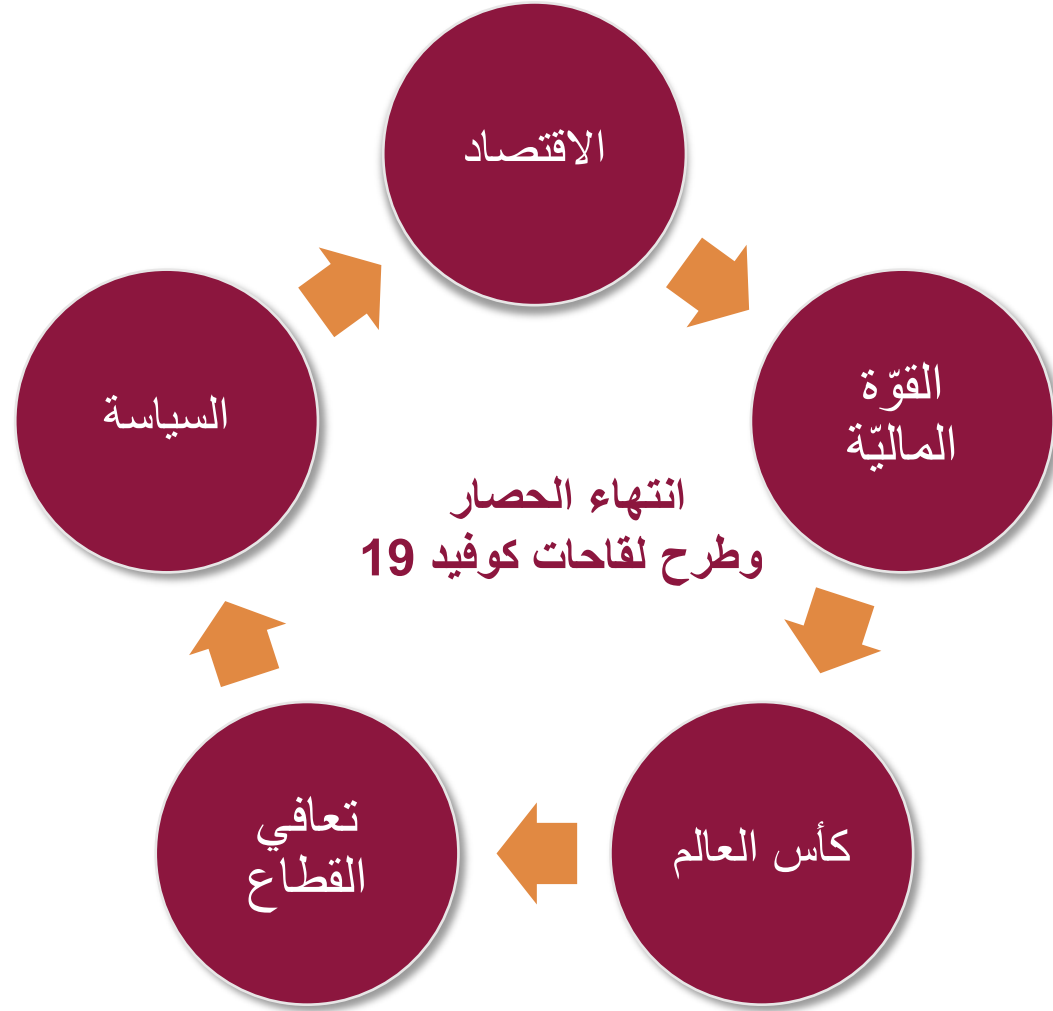 الاقتصاد
القوّة
الماليّة
كأس العالم
تعافي
القطاع
السياسة
انتهاء الحصار
وطرح لقاحات كوفيد 19